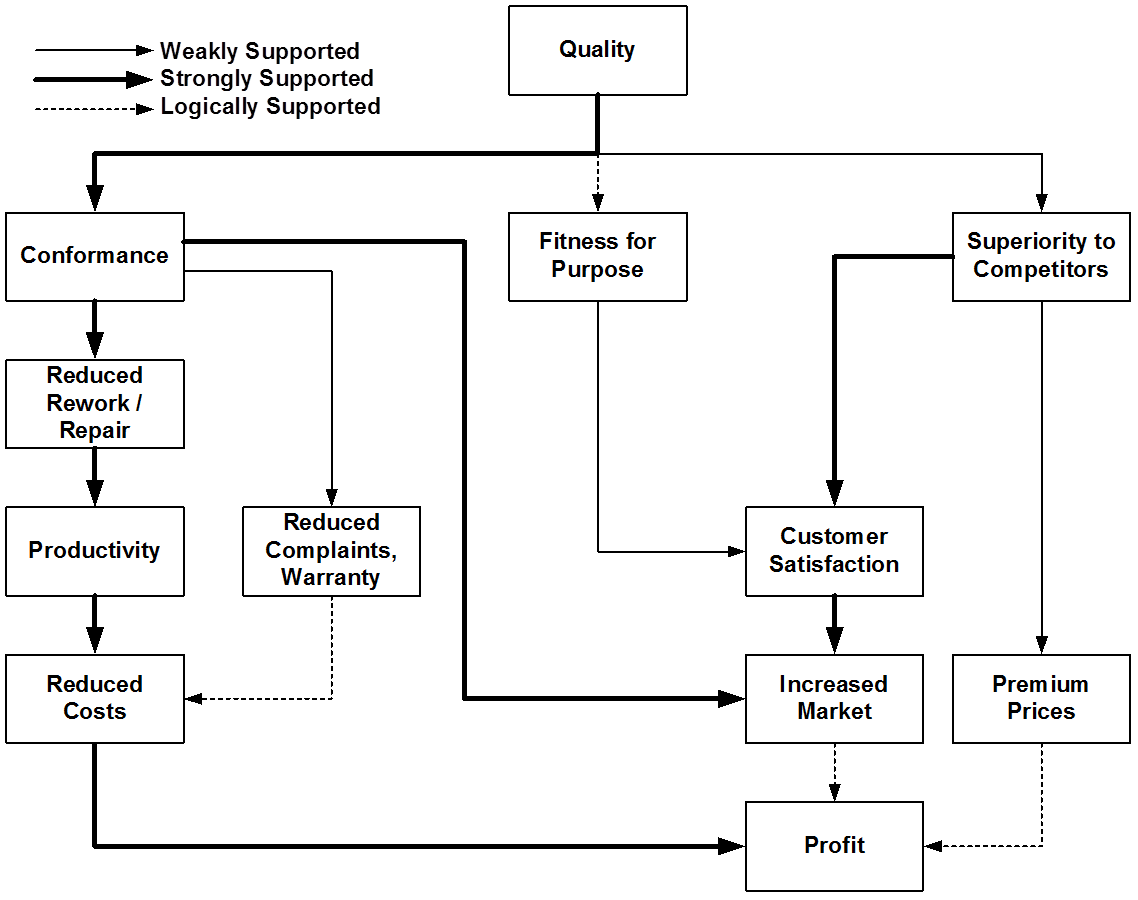 Quality
Weakly Supported
Strongly Supported
Logically Supported
Conformance
Fitness for
Purpose
Superiority to
Competitors
Reduced
Rework /
Repair
Productivity
Reduced
Complaints,
Warranty
Customer
Satisfaction
Reduced
Costs
Increased
Market
Premium
Prices
Profit